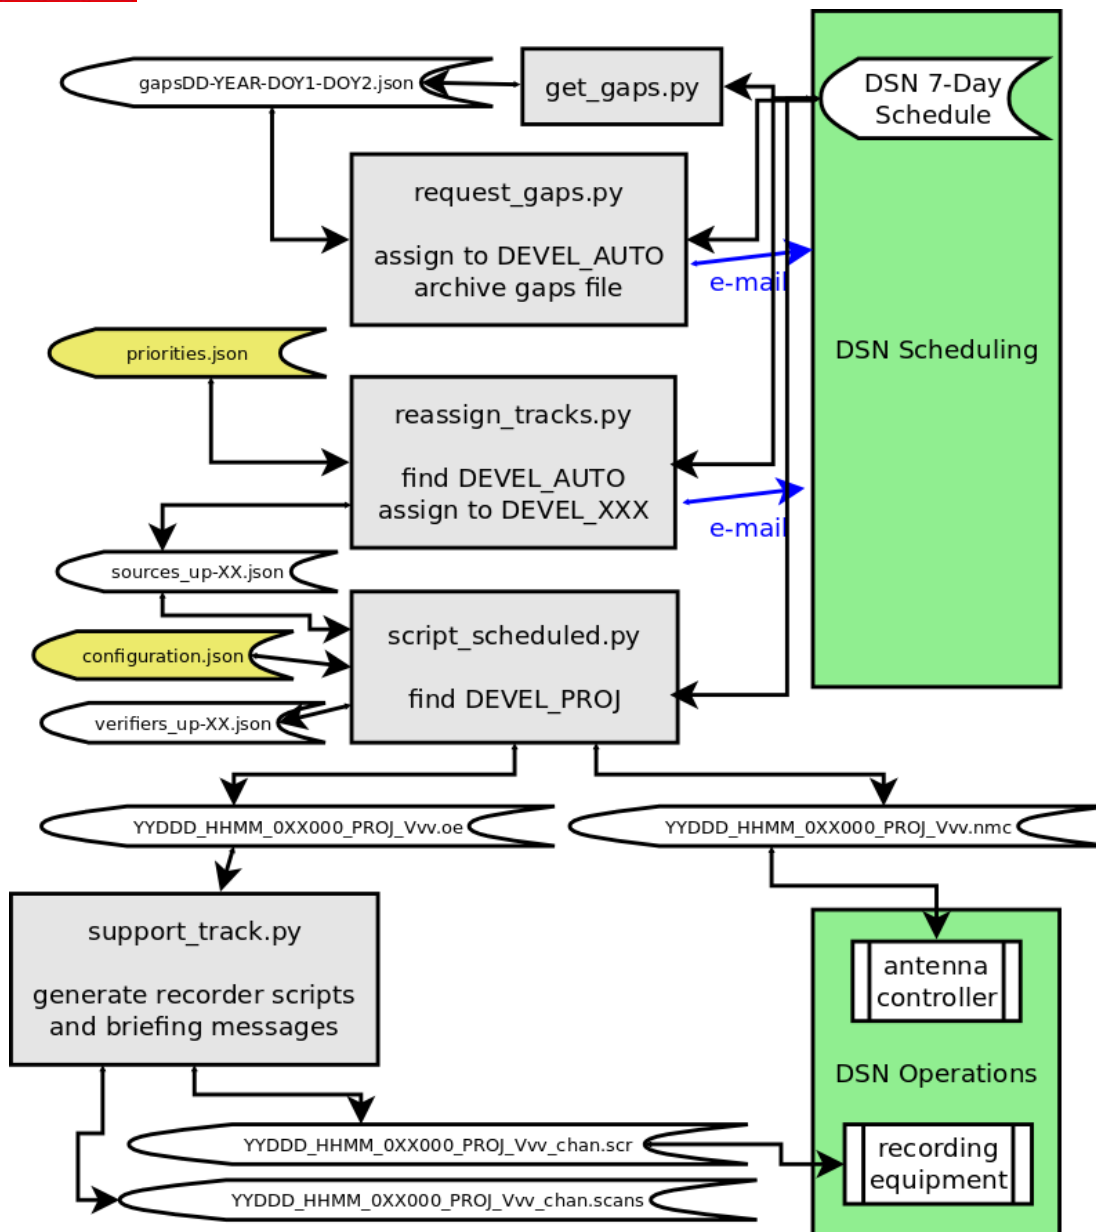 gapsDD-YEAR-DOY1-DOY2.json
get_gaps.py
DSN 7-Day
Schedule
request_gaps.py
assign to DEVEL_AUTO
archive gaps file
e-mail
DSN Scheduling
priorities.json
reassign_tracks.py
find DEVEL_AUTO
assign to DEVEL_XXX
e-mail
sources_up-XX.json
script_scheduled.py
find DEVEL_PROJ
configuration.json
verifiers_up-XX.json
YYDDD_HHMM_0XX000_PROJ_Vvv.oe
YYDDD_HHMM_0XX000_PROJ_Vvv.nmc
support_track.py
generate recorder scripts
and briefing messages
antenna
controller
DSN Operations
YYDDD_HHMM_0XX000_PROJ_Vvv_chan.scr
recording
equipment
YYDDD_HHMM_0XX000_PROJ_Vvv_chan.scans